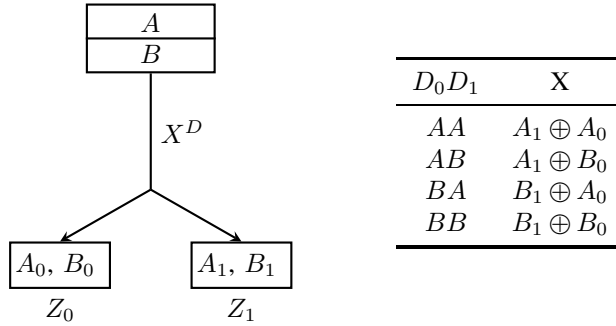 A
B
X^D
A_0, B_0
A_1, B_1
Z_0
Z_1
D_0D_1 X
AA A_1 ⊕ A_0
AB A_1 ⊕ B_0
BA B_1 ⊕ A_0
BB B_1 ⊕ B_0